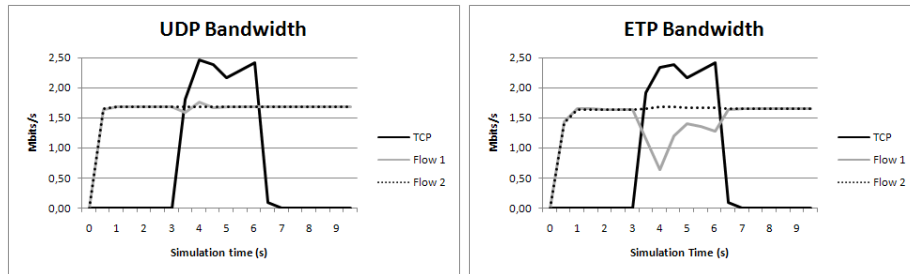 UDP Bandwidth
Mbits/s
2,50
2,00
1,50
1,00
0,50
0,00
0 1 2 3 4 5 6 7 8 9
Simulation time (s)
TCP
Flow 1
Flow 2
ETP Bandwidth
Mbits/s
2,50
2,00
1,50
1,00
0,50
0,00
0 1 2 3 4 5 6 7 8 9
Simulation Time (s)
TCP
Flow 1
Flow 2